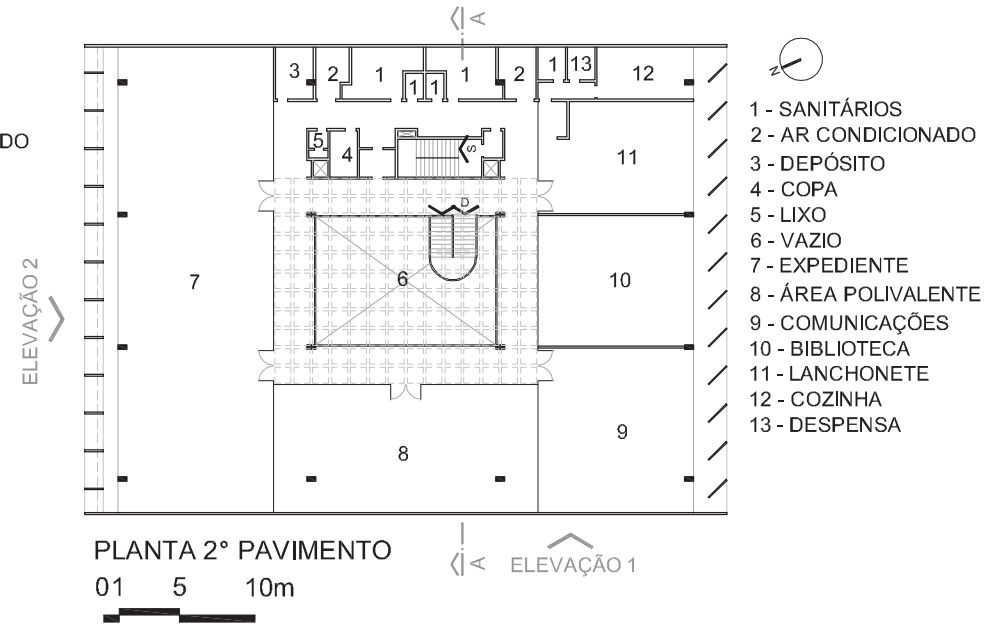 A
3
2
1
1
1
1
2
1
13
12
N
DO
5
4
S
11
D
7
6
10
8
9
ELEVAÇÃO 2
1 - SANITÁRIOS
2 - AR CONDICIONADO
3 - DEPÓSITO
4 - COPA
5 - LIXO
6 - VAZIO
7 - EXPEDIENTE
8 - ÁREA POLIVALENTE
9 - COMUNICAÇÕES
10 - BIBLIOTECA
11 - LANCHONETE
12 - COZINHA
13 - DESPENSA
PLANTA 2° PAVIMENTO
A
ELEVAÇÃO 1
01 5 10m